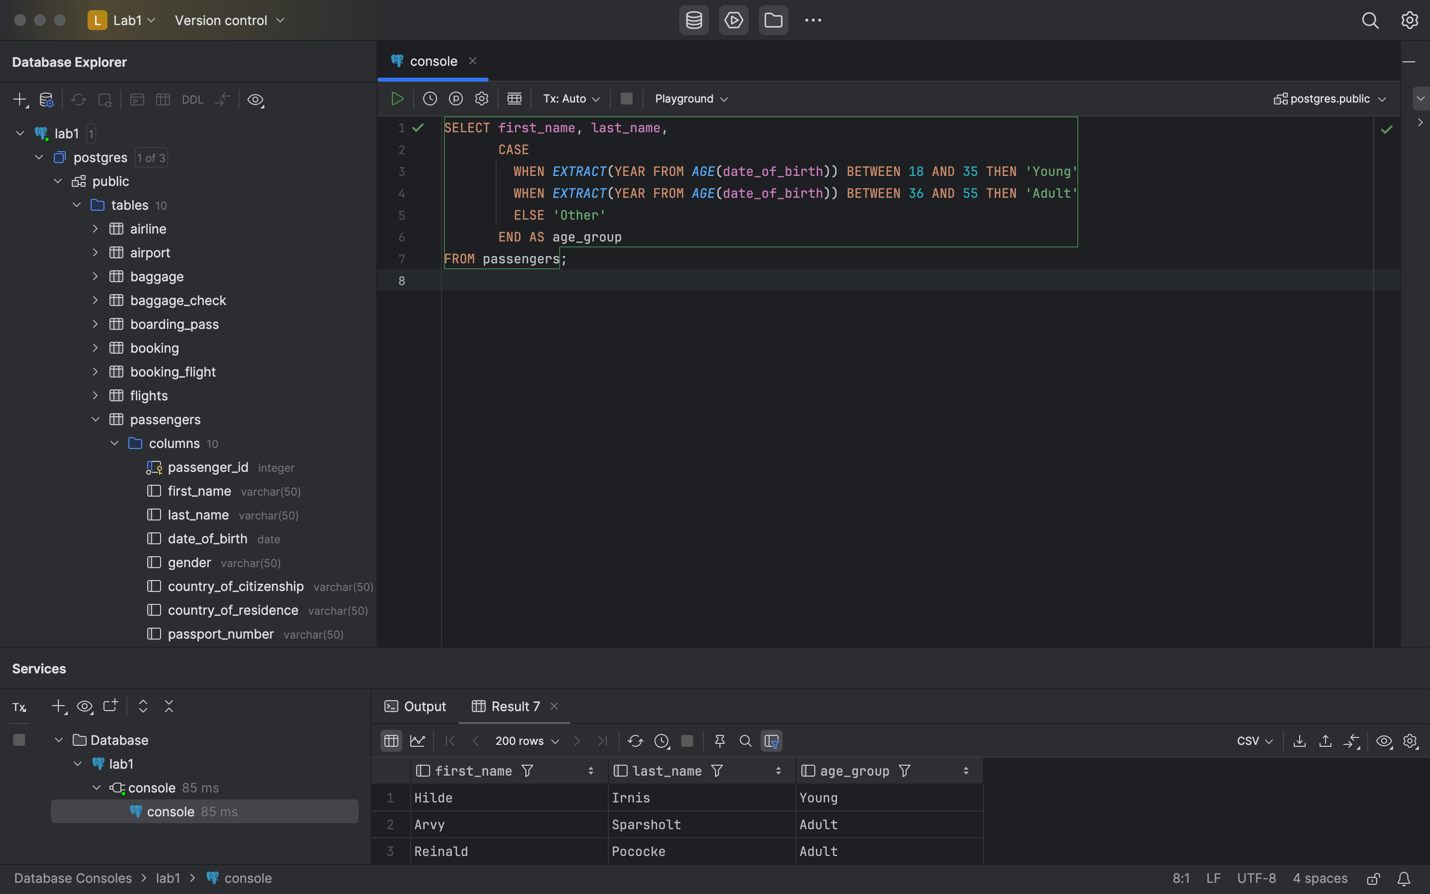 L Lab1 Version control
Database Explorer
DDL
lab1 1
postgres 1 of 3
public
tables 10
airline
airport
baggage
baggage_check
boarding_pass
booking
booking_flight
flights
passengers
columns 10
passenger_id integer
first_name varchar(50)
last_name varchar(50)
date_of_birth date
gender varchar(50)
country_of_citizenship varchar(50)
country_of_residence varchar(50)
passport_number varchar(50)
console
Tx: Auto Playground postgres.public
1 SELECT first_name, last_name,
2 CASE
3 WHEN EXTRACT(YEAR FROM AGE(date_of_birth)) BETWEEN 18 AND 35 THEN 'Young'
4 WHEN EXTRACT(YEAR FROM AGE(date_of_birth)) BETWEEN 36 AND 55 THEN 'Adult'
5 ELSE 'Other'
6 END AS age_group
7 FROM passengers;
8
Services
Tx
Database
lab1
console 85 ms
console 85 ms
Output Result 7
200 rows CSV
first_name last_name age_group
1 Hilde Irnis Young
2 Arvy Sparsholt Adult
3 Reinald Pococke Adult
Database Consoles > lab1 > console 8:1 LF UTF-8 4 spaces